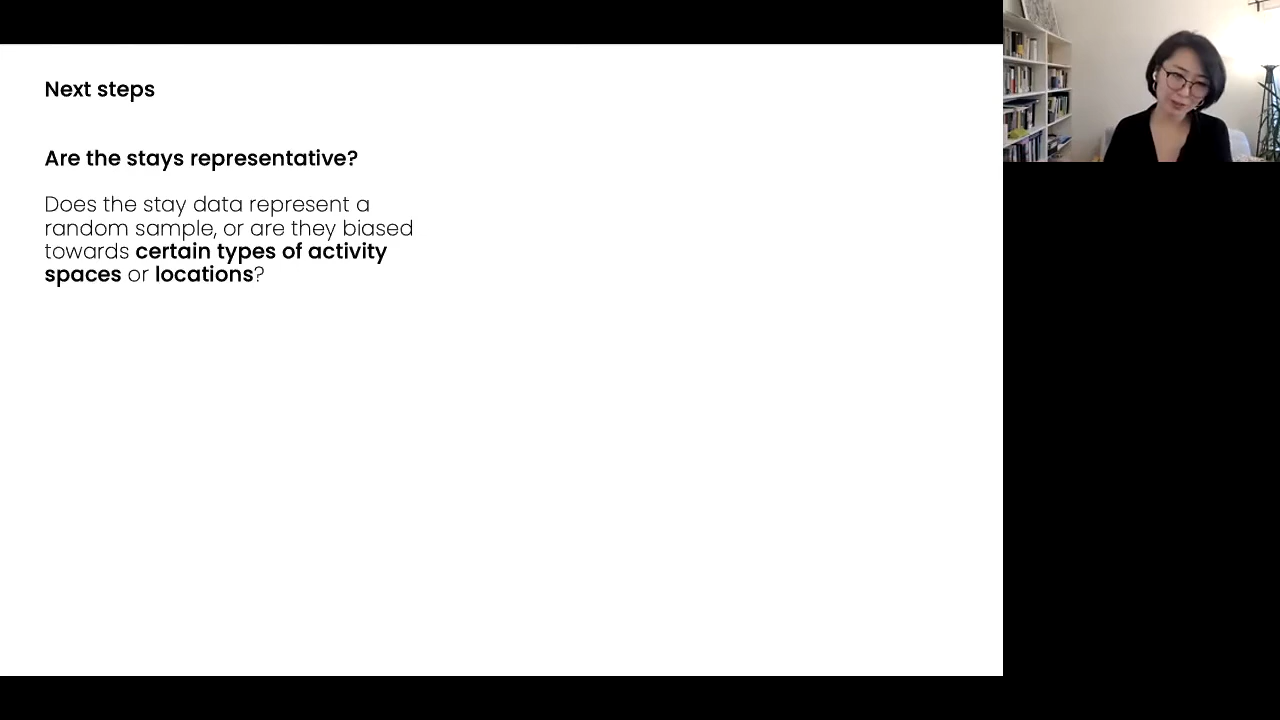 Next steps
Are the stays representative?
Does the stay data represent a
random sample, or are they biased
towards certain types of activity
spaces or locations?